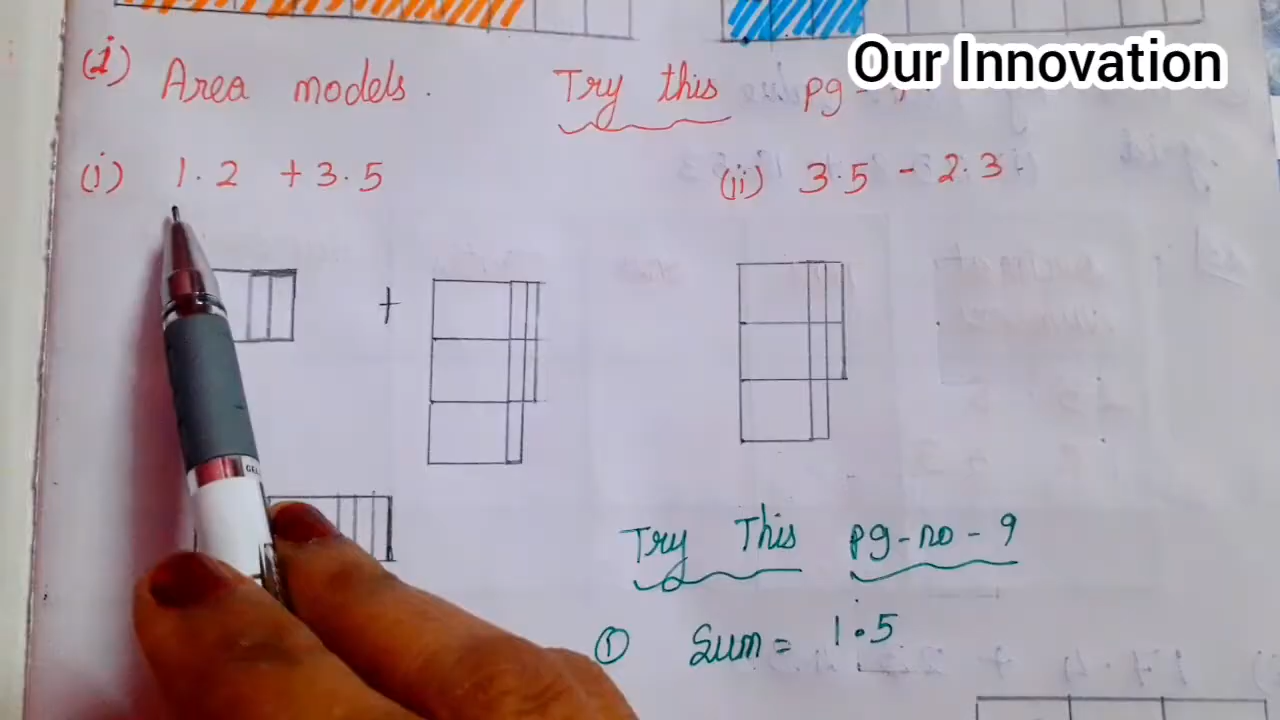 Our Innovation
(i) Area models.
Try this pg-
(i) 1.2 + 3.5
(ii) 3.5 - 2.3
+
Try This pg-no-9
① Sum = 1.5